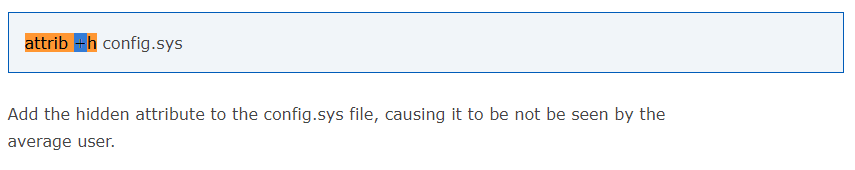 attrib +h config.sys
Add the hidden attribute to the config.sys file, causing it to be not be seen by the
average user.